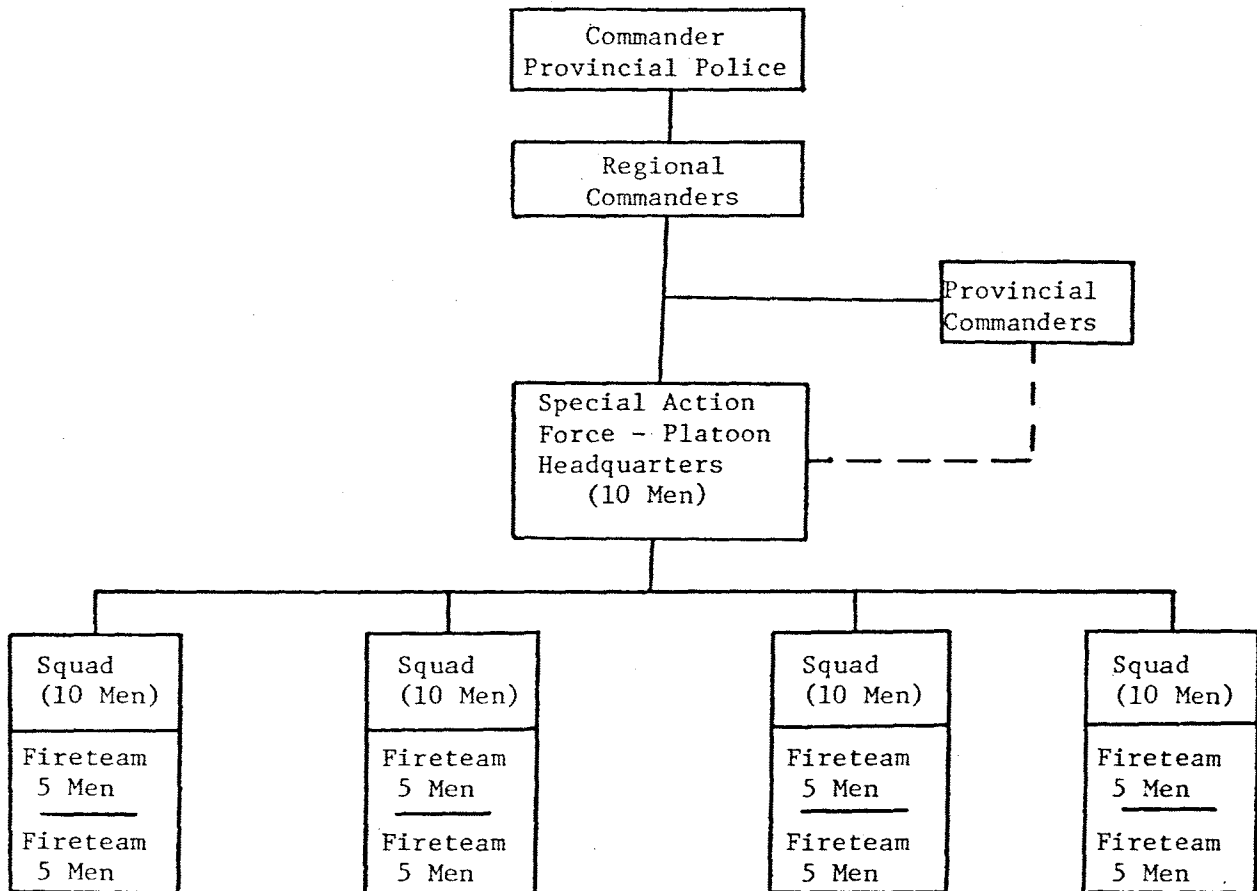 Commander
Provincial Police
Regional
Commanders
Provincial
Commanders
Special Action
Force - Platoon
Headquarters
(10 Men)
Squad
(10 Men)
Fireteam
5 Men
Fireteam
5 Men
Squad
(10 Men)
Fireteam
5 Men
Fireteam
5 Men
Squad
(10 Men)
Fireteam
5 Men
Fireteam
5 Men
Squad
(10 Men)
Fireteam
5 Men
Fireteam
5 Men